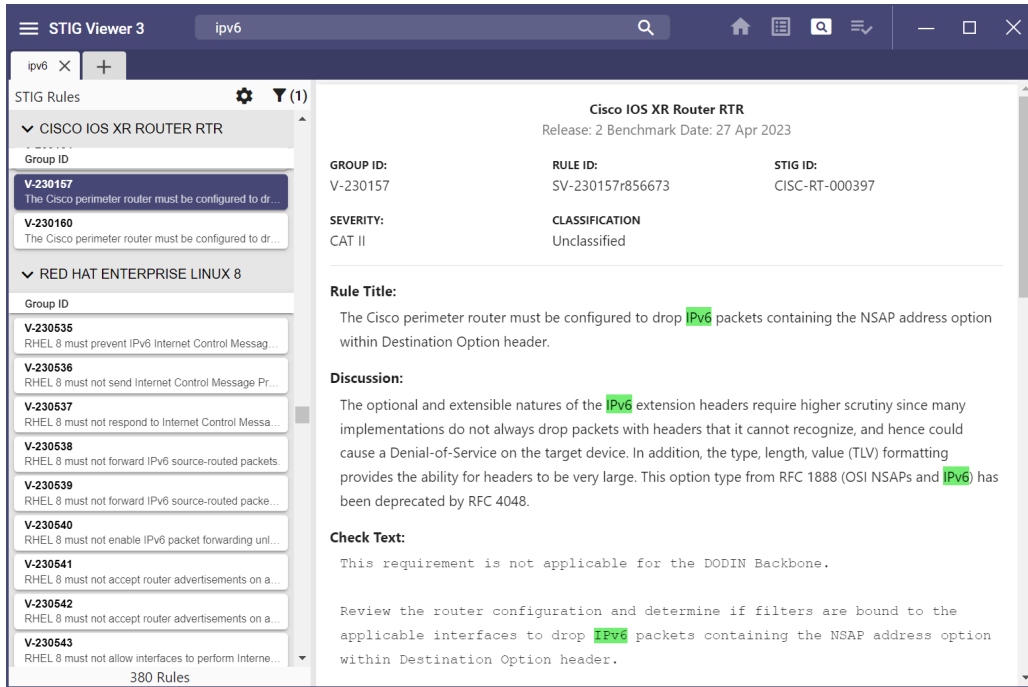 STIG Viewer 3
ipv6
ipv6
STIG Rules
(1)
CISCO IOS XR ROUTER RTR
Group ID
V-230157
The Cisco perimeter router must be configured to dr...
V-230160
The Cisco perimeter router must be configured to dr...
RED HAT ENTERPRISE LINUX 8
Group ID
V-230535
RHEL 8 must prevent IPv6 Internet Control Messag...
V-230536
RHEL 8 must not send Internet Control Message Pr...
V-230537
RHEL 8 must not respond to Internet Control Messa...
V-230538
RHEL 8 must not forward IPv6 source-routed packets.
V-230539
RHEL 8 must not forward IPv6 source-routed packe...
V-230540
RHEL 8 must not enable IPv6 packet forwarding unl...
V-230541
RHEL 8 must not accept router advertisements on a...
V-230542
RHEL 8 must not accept router advertisements on a...
V-230543
RHEL 8 must not allow interfaces to perform Interne...
380 Rules
Cisco IOS XR Router RTR
Release: 2 Benchmark Date: 27 Apr 2023
GROUP ID: RULE ID: STIG ID:
V-230157 SV-230157r856673 CISC-RT-000397
SEVERITY: CLASSIFICATION
CAT II Unclassified
Rule Title:
The Cisco perimeter router must be configured to drop IPv6 packets containing the NSAP address option
within Destination Option header.
Discussion:
The optional and extensible natures of the IPv6 extension headers require higher scrutiny since many
implementations do not always drop packets with headers that it cannot recognize, and hence could
cause a Denial-of-Service on the target device. In addition, the type, length, value (TLV) formatting
provides the ability for headers to be very large. This option type from RFC 1888 (OSI NSAPs and IPv6) has
been deprecated by RFC 4048.
Check Text:
This requirement is not applicable for the DODIN Backbone.
Review the router configuration and determine if filters are bound to the
applicable interfaces to drop IPv6 packets containing the NSAP address option
within Destination Option header.